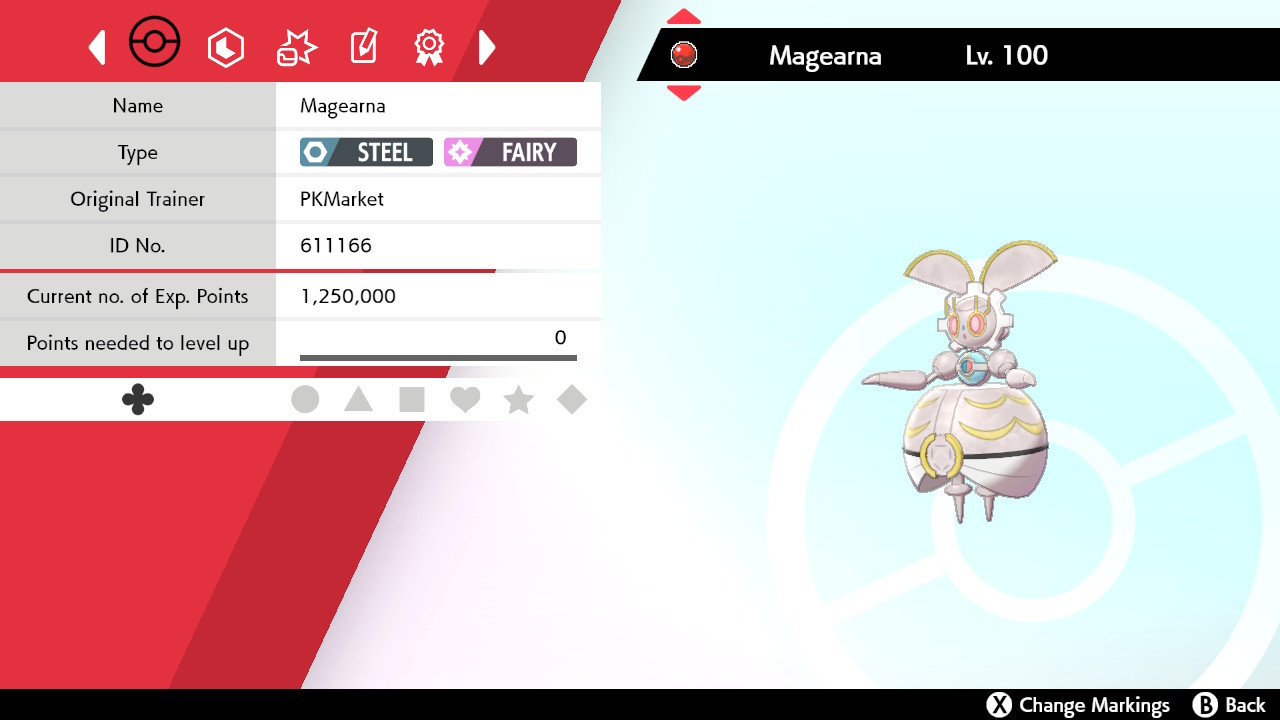 Magearna Lv. 100
Name Magearna
Type STEEL FAIRY
Original Trainer PKMarket
ID No. 611166
Current no. of Exp. Points 1,250,000
Points needed to level up 0
X Change Markings B Back